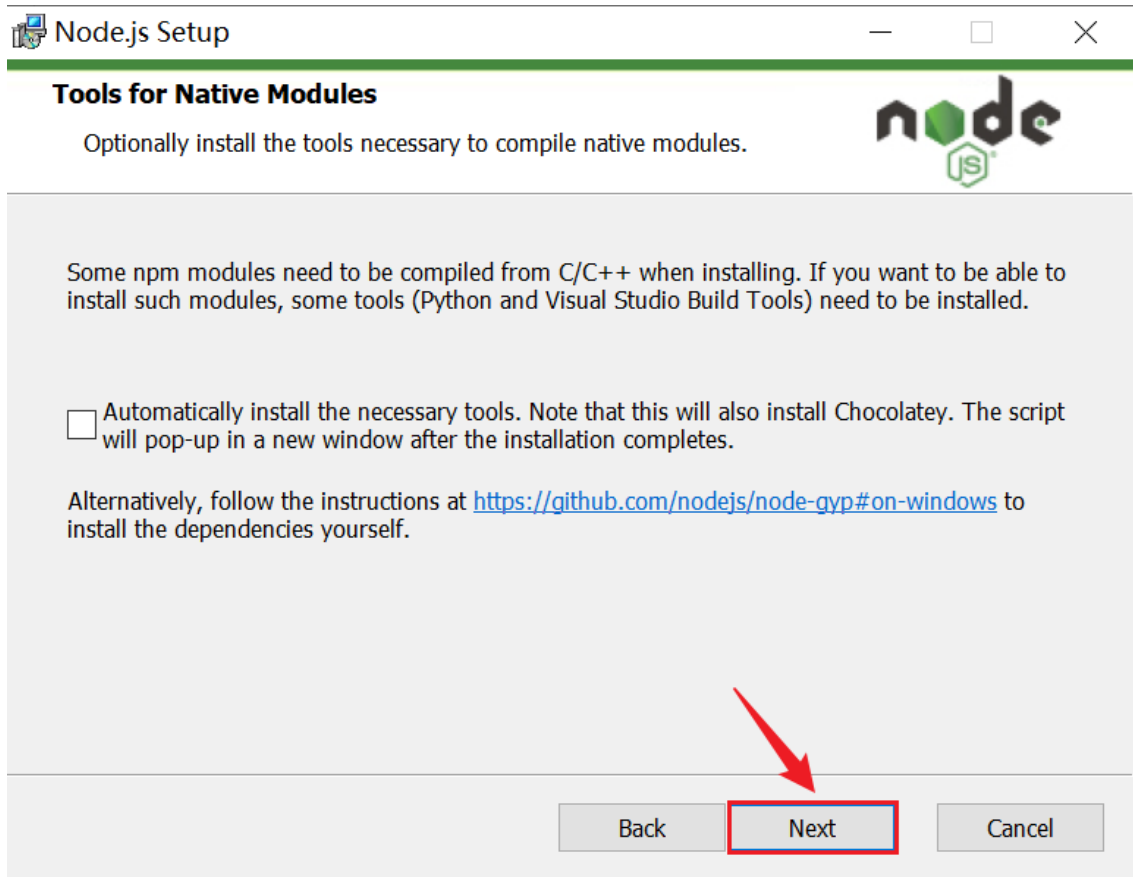 Node.js Setup
Tools for Native Modules
Optionally install the tools necessary to compile native modules.
node
JS
Some npm modules need to be compiled from C/C++ when installing. If you want to be able to
install such modules, some tools (Python and Visual Studio Build Tools) need to be installed.
Automatically install the necessary tools. Note that this will also install Chocolatey. The script
will pop-up in a new window after the installation completes.
Alternatively, follow the instructions at https://github.com/nodejs/node-gyp#on-windows to
install the dependencies yourself.
Back
Next
Cancel